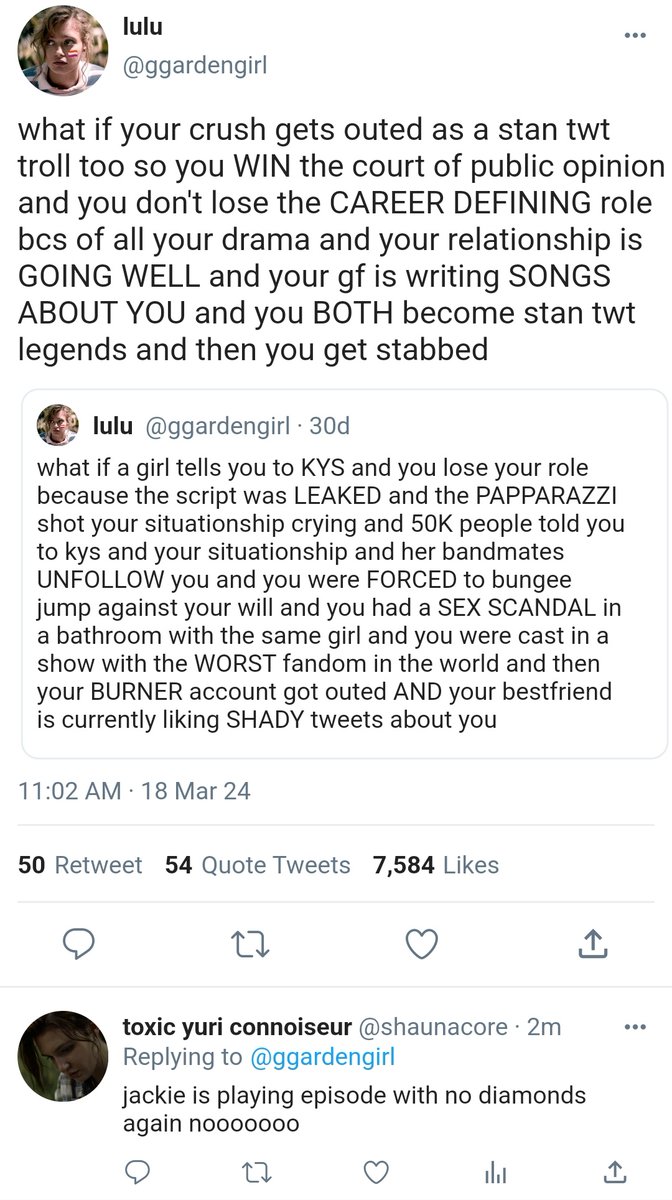 lulu
@ggardengirl
what if your crush gets outed as a stan twt
troll too so you WIN the court of public opinion
and you don't lose the CAREER DEFINING role
bcs of all your drama and your relationship is
GOING WELL and your gf is writing SONGS
ABOUT YOU and you BOTH become stan twt
legends and then you get stabbed
lulu @ggardengirl · 30d
what if a girl tells you to KYS and you lose your role
because the script was LEAKED and the PAPPARAZZI
shot your situationship crying and 50K people told you
to kys and your situationship and her bandmates
UNFOLLOW you and you were FORCED to bungee
jump against your will and you had a SEX SCANDAL in
a bathroom with the same girl and you were cast in a
show with the WORST fandom in the world and then
your BURNER account got outed AND your bestfriend
is currently liking SHADY tweets about you
11:02 AM · 18 Mar 24
50 Retweet 54 Quote Tweets 7,584 Likes
toxic yuri connoiseur @shaunacore · 2m
Replying to @ggardengirl
jackie is playing episode with no diamonds
again nooooooo